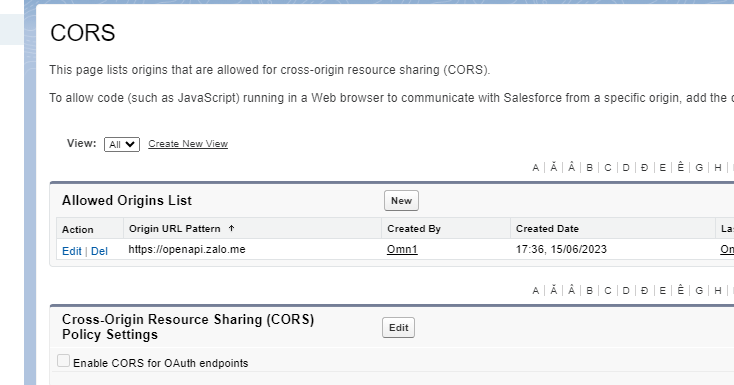 CORS
This page lists origins that are allowed for cross-origin resource sharing (CORS).
To allow code (such as JavaScript) running in a Web browser to communicate with Salesforce from a specific origin, add the
View: All Create New View
A | Ă | Â | B | C | D | Đ | E | Ê | G | H |
Allowed Origins List New
Action Origin URL Pattern ↑ Created By Created Date
Edit | Del https://openapi.zalo.me Omn1 17:36, 15/06/2023
A | Ă | Â | B | C | D | Đ | E | Ê | G | H |
Cross-Origin Resource Sharing (CORS)
Policy Settings Edit
Enable CORS for OAuth endpoints